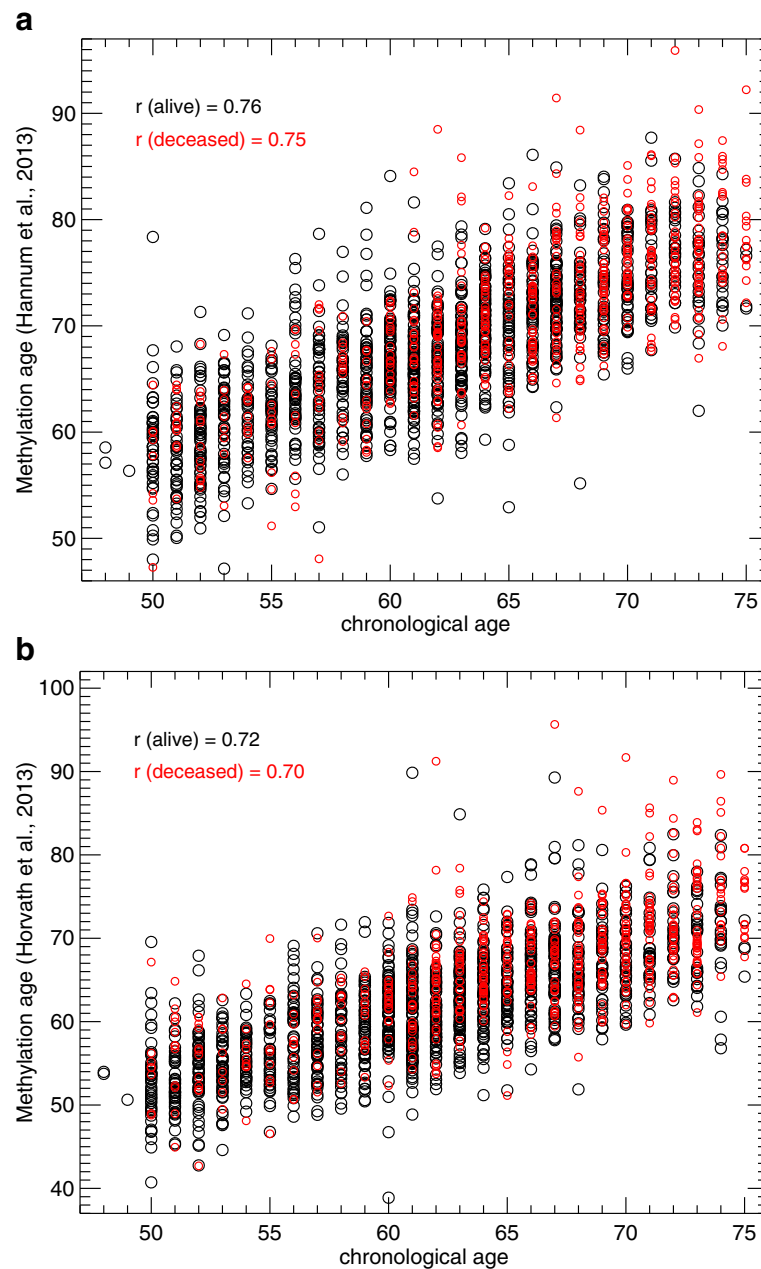 a
r (alive) = 0.76
r (deceased) = 0.75
Methylation age (Hannum et al., 2013)
90
80
70
60
50
50 55 60 65 70 75
chronological age
b
r (alive) = 0.72
r (deceased) = 0.70
Methylation age (Horvath et al., 2013)
100
90
80
70
60
50
40
50 55 60 65 70 75
chronological age